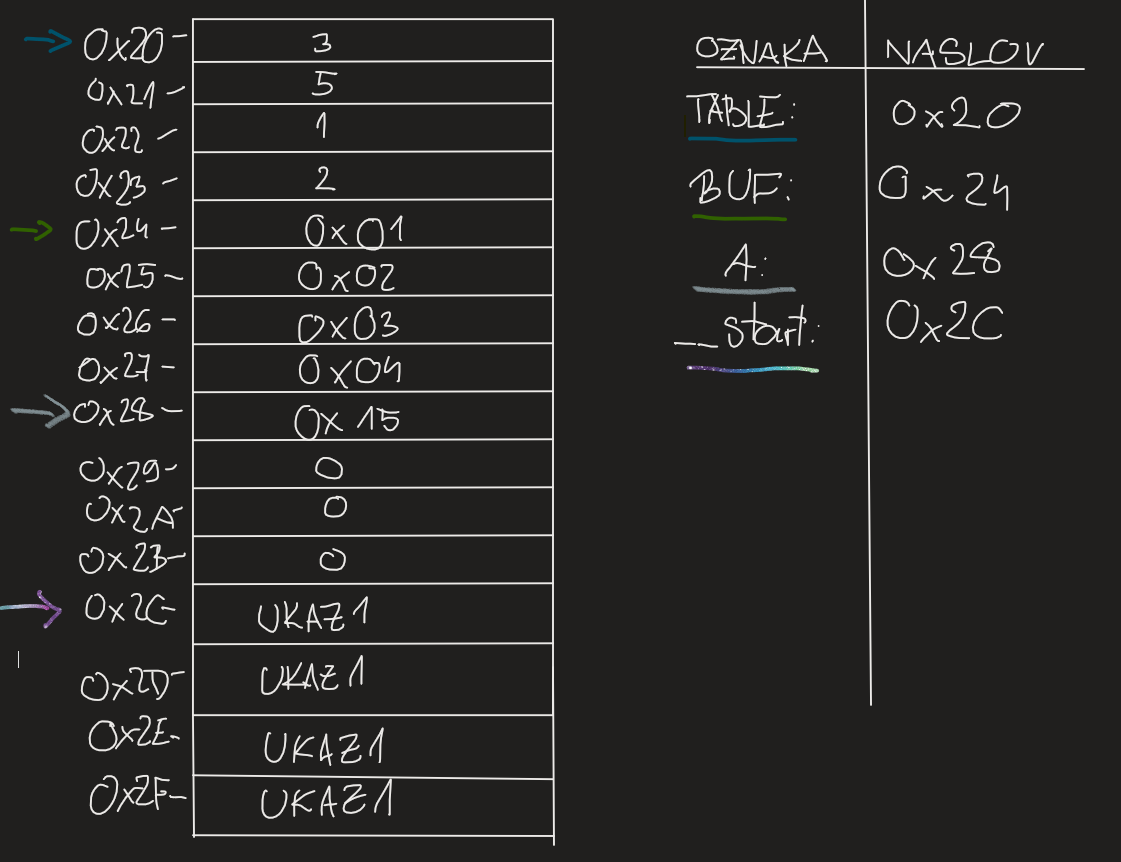 0x20 3
0x21 5
0x22 1
0x23 2
0x24 0x01
0x25 0x02
0x26 0x03
0x27 0x04
0x28 0x15
0x29 0
0x2A 0
0x2B 0
0x2C UKAZ1
0x2D UKAZ1
0x2E UKAZ1
0x2F UKAZ1
OZNAKA NASLOV
TABLE: 0x20
BUF: 0x24
A: 0x28
__start: 0x2C